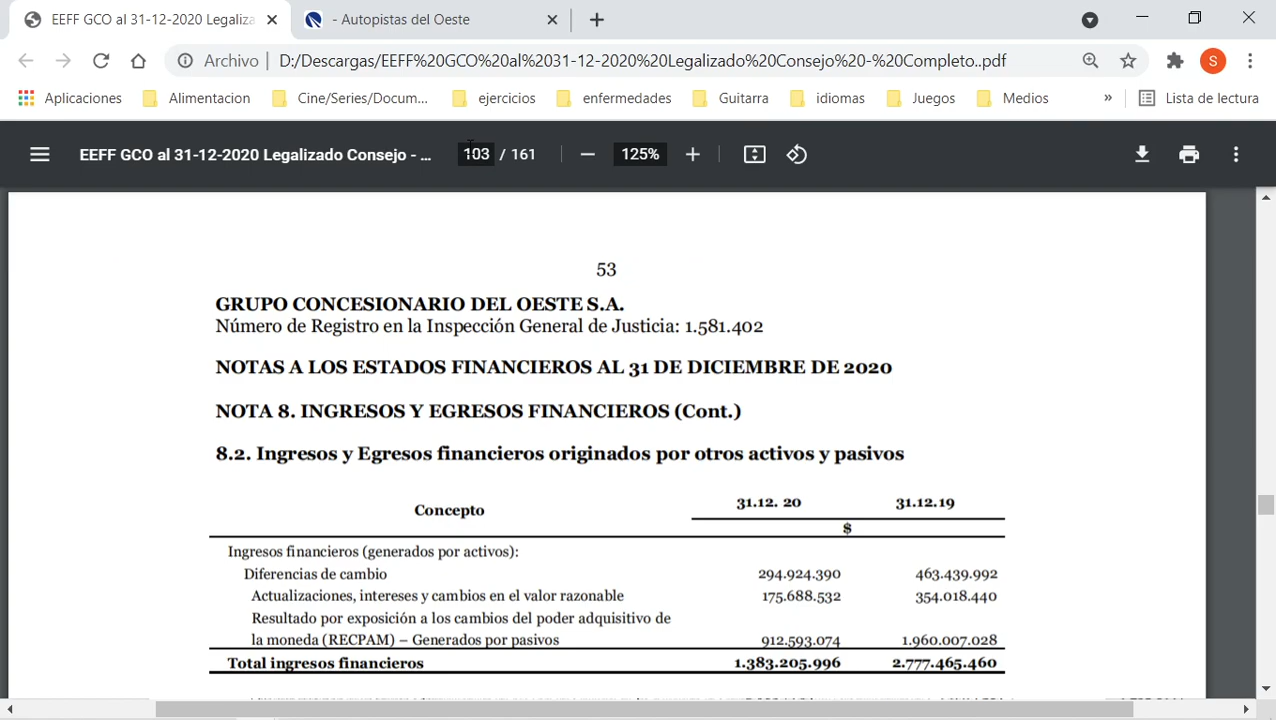 EEFF GCO al 31-12-2020 Legaliza
- Autopistas del Oeste
Archivo
D:/Descargas/EEFF%20GCO%20al%2031-12-2020%20Legalizado%20Consejo%20-%20Completo..pdf
S
Aplicaciones
Alimentacion
Cine/Series/Docum...
ejercicios
enfermedades
Guitarra
idiomas
Juegos
Medios
»
Lista de lectura
EEFF GCO al 31-12-2020 Legalizado Consejo - ...
103 / 161
125%
53
GRUPO CONCESIONARIO DEL OESTE S.A.
Número de Registro en la Inspección General de Justicia: 1.581.402
NOTAS A LOS ESTADOS FINANCIEROS AL 31 DE DICIEMBRE DE 2020
NOTA 8. INGRESOS Y EGRESOS FINANCIEROS (Cont.)
8.2. Ingresos y Egresos financieros originados por otros activos y pasivos
Concepto 31.12. 20 31.12.19
$
Ingresos financieros (generados por activos):
Diferencias de cambio 294.924.390 463.439.992
Actualizaciones, intereses y cambios en el valor razonable 175.688.532 354.018.440
Resultado por exposición a los cambios del poder adquisitivo de
la moneda (RECPAM) – Generados por pasivos 912.593.074 1.960.007.028
Total ingresos financieros 1.383.205.996 2.777.465.460